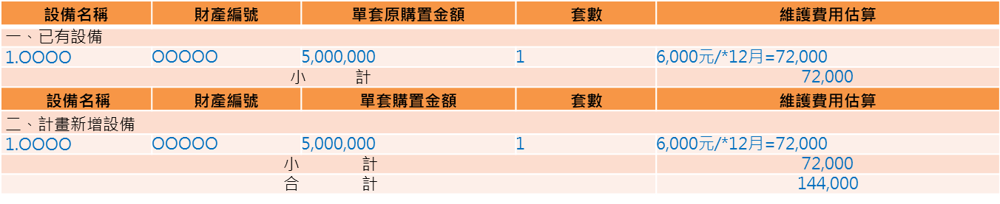 設備名稱 財產編號 單套原購置金額 套數 維護費用估算
一、已有設備
1.OOOO OOOOO 5,000,000 1 6,000元/*12月=72,000
小 計 72,000
設備名稱 財產編號 單套購置金額 套數 維護費用估算
二、計畫新增設備
1.OOOO OOOOO 5,000,000 1 6,000元/*12月=72,000
小 計 72,000
合 計 144,000